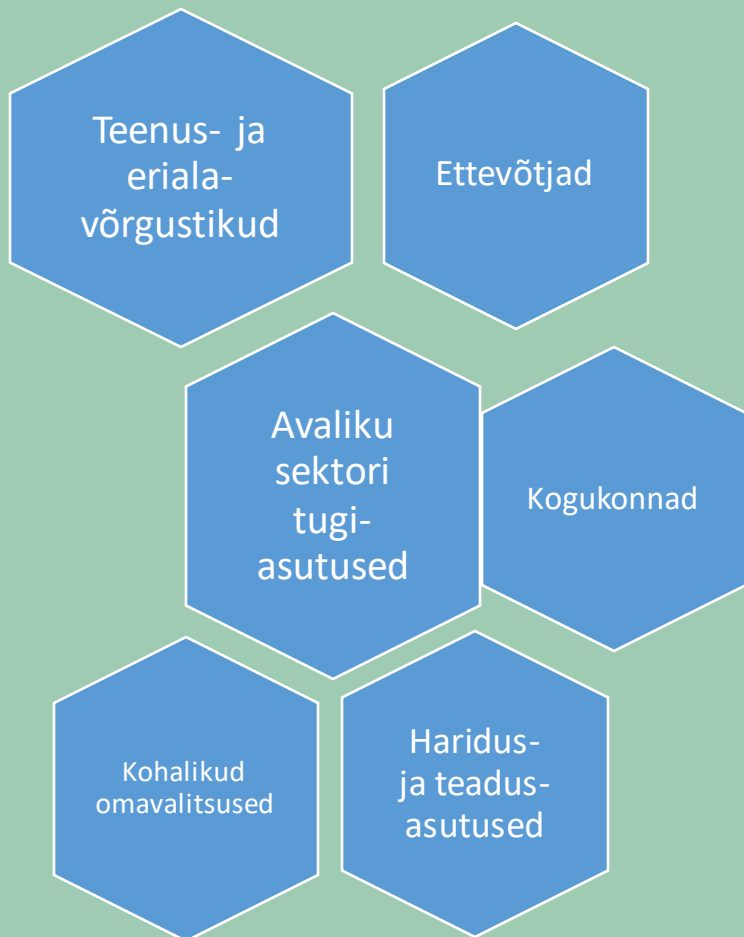 Teenus- ja
eriala-
võrgustikud
Ettevõtjad
Avaliku
sektori
tugi-
asutused
Kogukonnad
Kohalikud
omavalitsused
Haridus-
ja teadus-
asutused